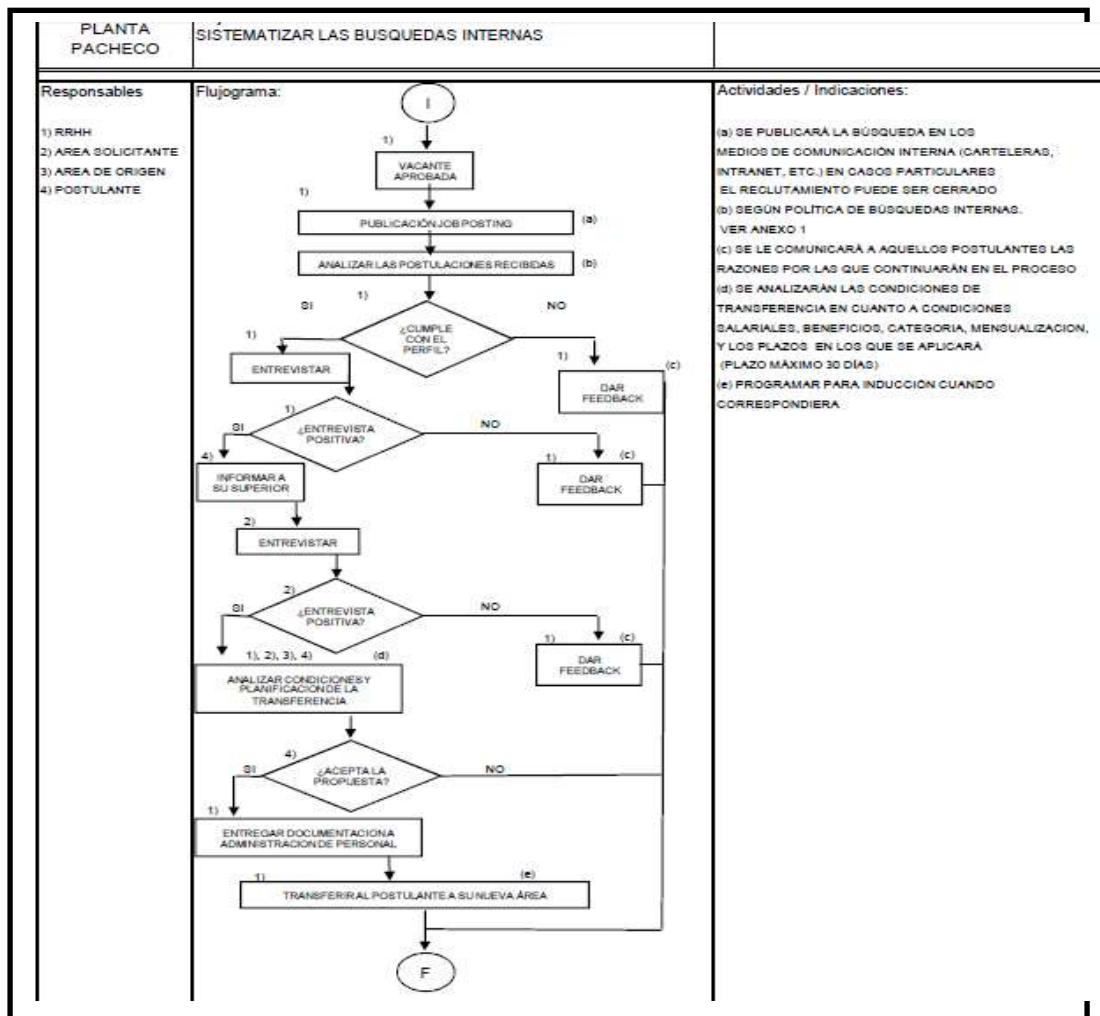 PLANTA
PACHECO
SISTEMATIZAR LAS BUSQUEDAS INTERNAS
Responsables
1) RRHH
2) AREA SOLICITANTE
3) AREA DE ORIGEN
4) POSTULANTE
Flujograma:
I
1)
VACANTE
APROBADA
1)
PUBLICACIÓN JOB POSTING
(a)
ANALIZAR LAS POSTULACIONES RECIBIDAS
(b)
SI
1)
NO
¿CUMPLE
CON EL
PERFIL?
1)
ENTREVISTAR
1)
(c)
DAR
FEEDBACK
1)
SI
¿ENTREVISTA
POSITIVA?
NO
4)
INFORMAR A
SU SUPERIOR
1)
(c)
DAR
FEEDBACK
2)
ENTREVISTAR
2)
SI
¿ENTREVISTA
POSITIVA?
NO
1), 2), 3), 4)
(d)
ANALIZAR CONDICIONES Y
PLANIFICACION DE LA
TRANSFERENCIA
1)
(c)
DAR
FEEDBACK
4)
SI
¿ACEPTA LA
PROPUESTA?
NO
1)
ENTREGAR DOCUMENTACION A
ADMINISTRACION DE PERSONAL
1)
(e)
TRANSFERIR AL POSTULANTE A SU NUEVA ÁREA
F
Actividades / Indicaciones:
(a) SE PUBLICARÁ LA BÚSQUEDA EN LOS
MEDIOS DE COMUNICACIÓN INTERNA (CARTELERAS,
INTRANET, ETC.) EN CASOS PARTICULARES
EL RECLUTAMIENTO PUEDE SER CERRADO
(b) SEGÚN POLÍTICA DE BÚSQUEDAS INTERNAS.
VER ANEXO 1
(c) SE LE COMUNICARÁ A AQUELLOS POSTULANTES LAS
RAZONES POR LAS QUE CONTINUARÁN EN EL PROCESO
(d) SE ANALIZARÁN LAS CONDICIONES DE
TRANSFERENCIA EN CUANTO A CONDICIONES
SALARIALES, BENEFICIOS, CATEGORIA, MENSUALIZACION,
Y LOS PLAZOS EN LOS QUE SE APLICARÁ
(PLAZO MÁXIMO 30 DÍAS)
(e) PROGRAMAR PARA INDUCCIÓN CUANDO
CORRESPONDIERA